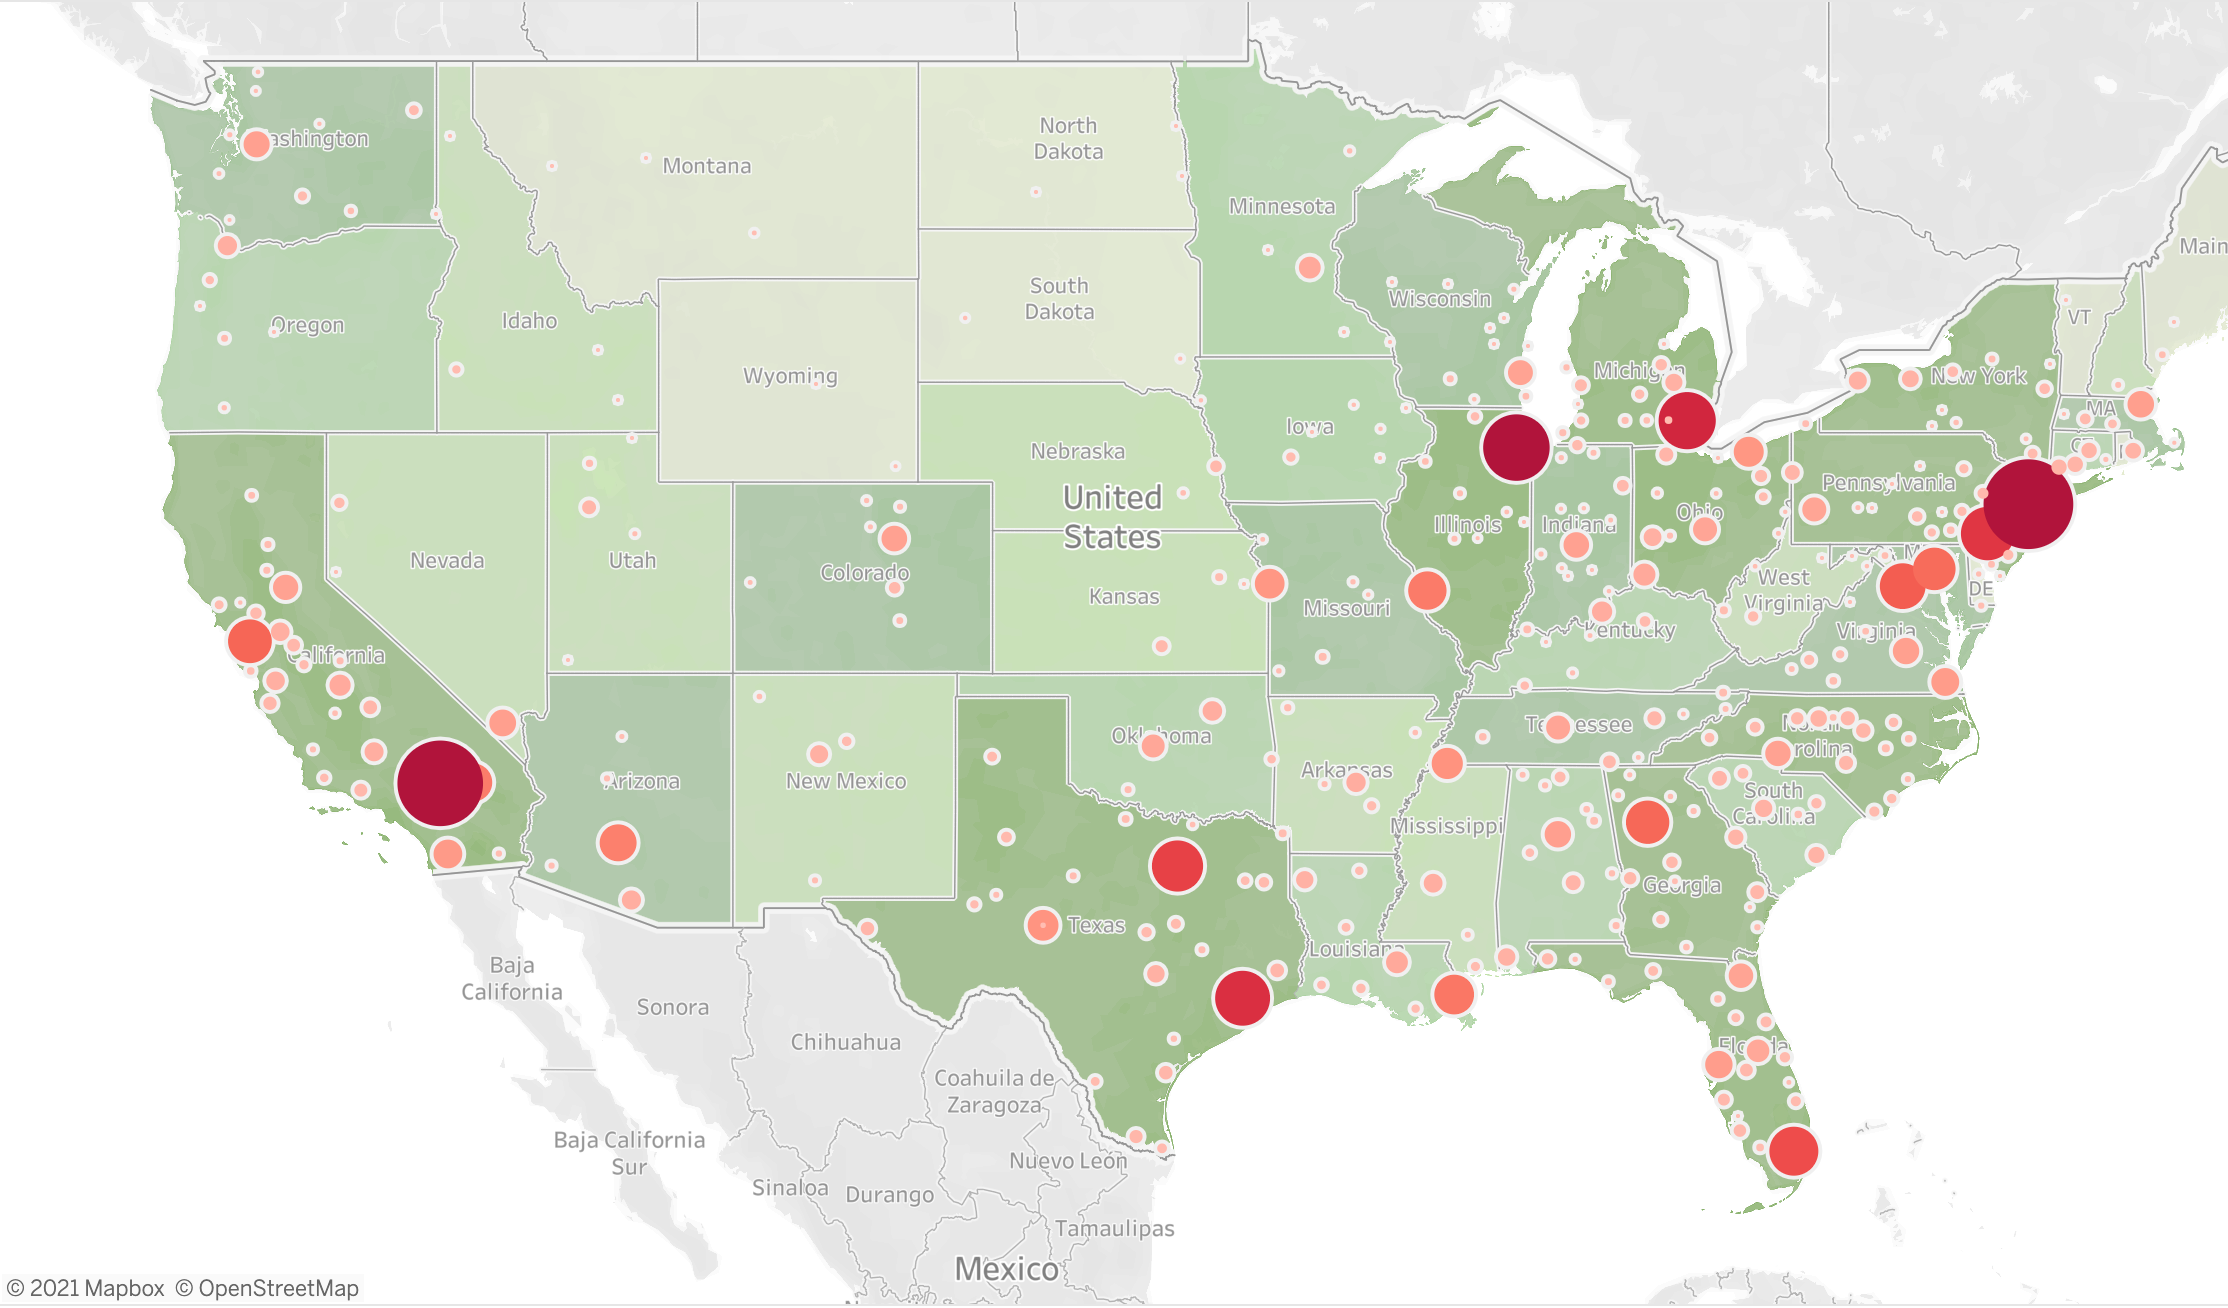 ashington
Montana
North
Dakota
Minnesota
Main
South
Dakota
Wisconsin
VT
Oregon
Idaho
Wyoming
Michigan
New York
MA
Iowa
Nebraska
CT
United
States
Pennsylvania
Illinois
Indiana
Ohio
Nevada
Utah
Colorado
Kansas
Missouri
West
Virginia
DE
Kentucky
Virginia
California
Oklahoma
Tennessee
North
rolina
Arizona
New Mexico
Arkansas
South
Carolina
Mississippi
Texas
Georgia
Louisiana
Baja
California
Sonora
Chihuahua
Florida
Coahuila de
Zaragoza
Baja California
Sur
Nuevo León
Sinaloa
Durango
Tamaulipas
Mexico
© 2021 Mapbox © OpenStreetMap